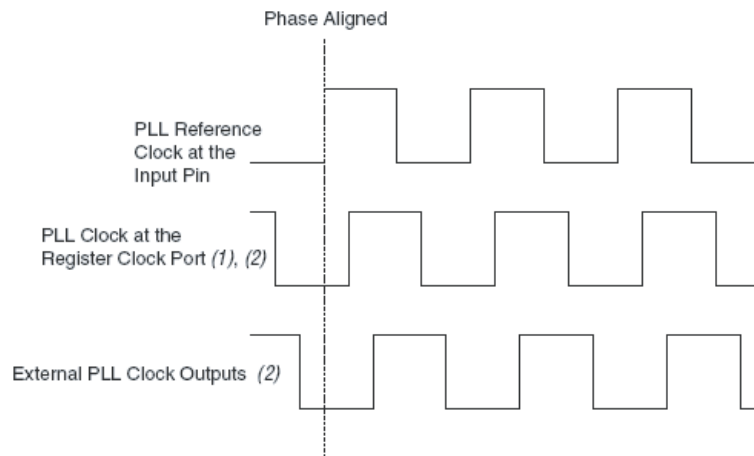 Phase Aligned
PLL Reference
Clock at the
Input Pin
PLL Clock at the
Register Clock Port (1), (2)
External PLL Clock Outputs (2)